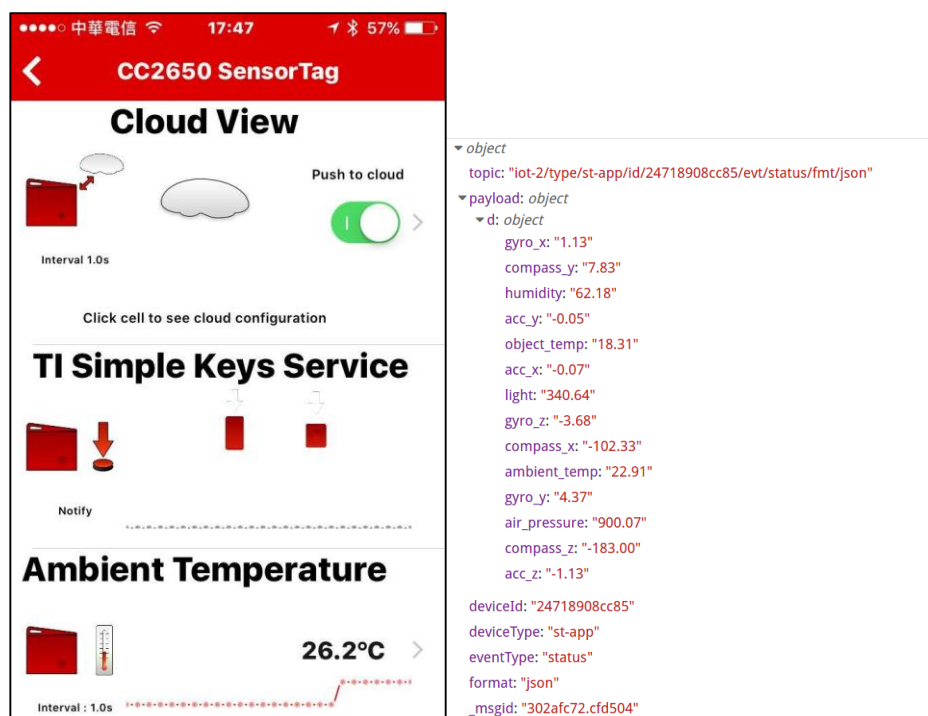 中華電信 17:47 57%
CC2650 SensorTag
Cloud View
Push to cloud
Interval 1.0s
Click cell to see cloud configuration
TI Simple Keys Service
Notify
Ambient Temperature
26.2°C
Interval : 1.0s
object
topic: "iot-2/type/st-app/id/24718908cc85/evt/status/fmt/json"
payload: object
d: object
gyro_x: "1.13"
compass_y: "7.83"
humidity: "62.18"
acc_y: "-0.05"
object_temp: "18.31"
acc_x: "-0.07"
light: "340.64"
gyro_z: "-3.68"
compass_x: "-102.33"
ambient_temp: "22.91"
gyro_y: "4.37"
air_pressure: "900.07"
compass_z: "-183.00"
acc_z: "-1.13"
deviceId: "24718908cc85"
deviceType: "st-app"
eventType: "status"
format: "json"
_msgid: "302afc72.cfd504"